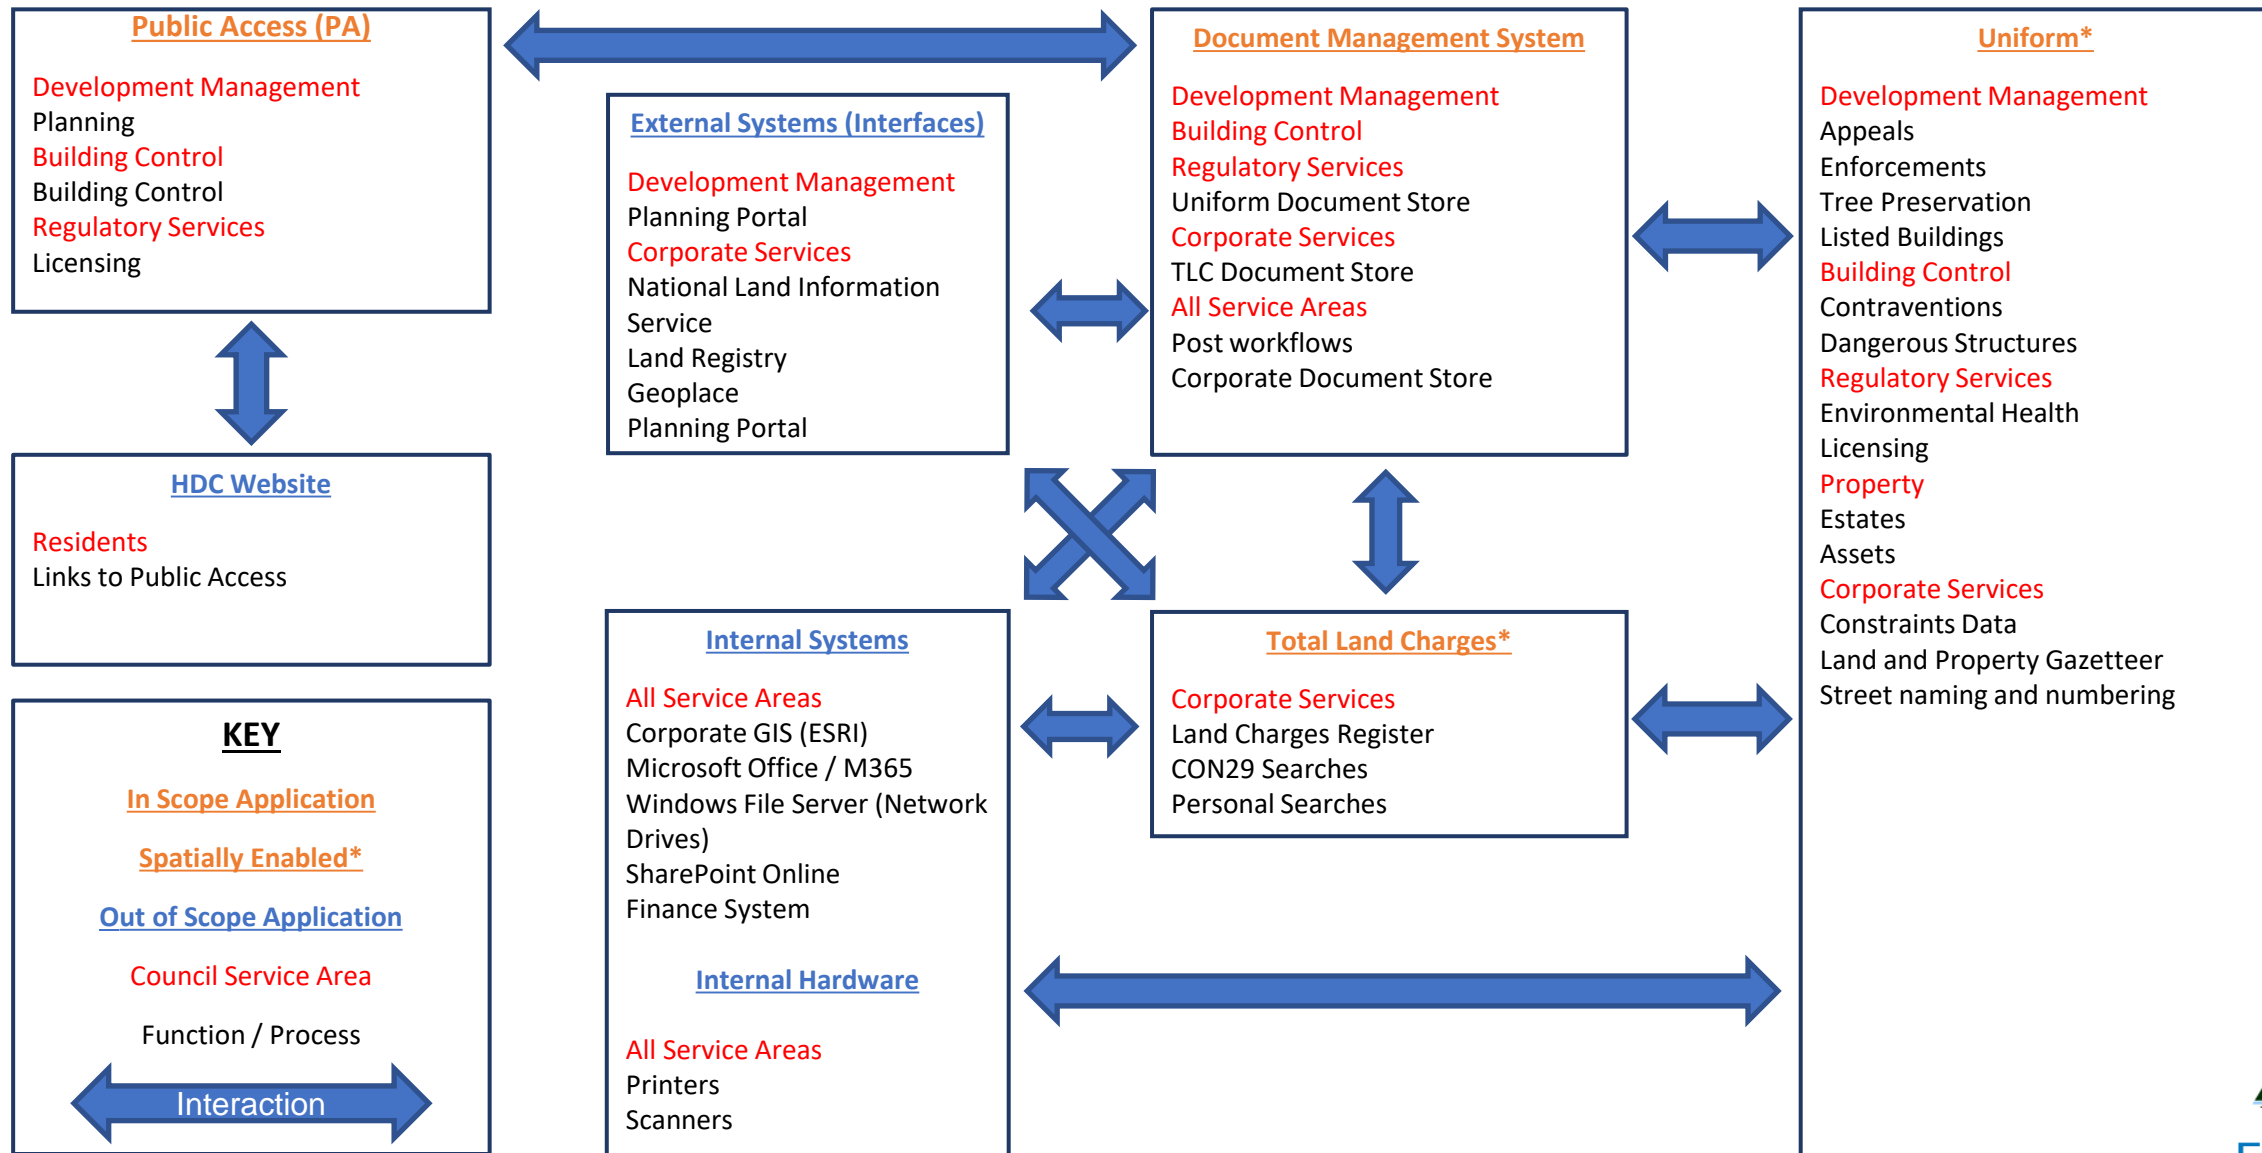 Public Access (PA)
Development Management
Planning
Building Control
Building Control
Regulatory Services
Licensing
HDC Website
Residents
Links to Public Access
KEY
In Scope Application
Spatially Enabled*
Out of Scope Application
Council Service Area
Function / Process
Interaction
External Systems (Interfaces)
Development Management
Planning Portal
Corporate Services
National Land Information
Service
Land Registry
Geoplace
Planning Portal
Internal Systems
All Service Areas
Corporate GIS (ESRI)
Microsoft Office / M365
Windows File Server (Network
Drives)
SharePoint Online
Finance System
Internal Hardware
All Service Areas
Printers
Scanners
Document Management System
Development Management
Building Control
Regulatory Services
Uniform Document Store
Corporate Services
TLC Document Store
All Service Areas
Post workflows
Corporate Document Store
Total Land Charges*
Corporate Services
Land Charges Register
CON29 Searches
Personal Searches
Uniform*
Development Management
Appeals
Enforcements
Tree Preservation
Listed Buildings
Building Control
Contraventions
Dangerous Structures
Regulatory Services
Environmental Health
Licensing
Property
Estates
Assets
Corporate Services
Constraints Data
Land and Property Gazetteer
Street naming and numbering